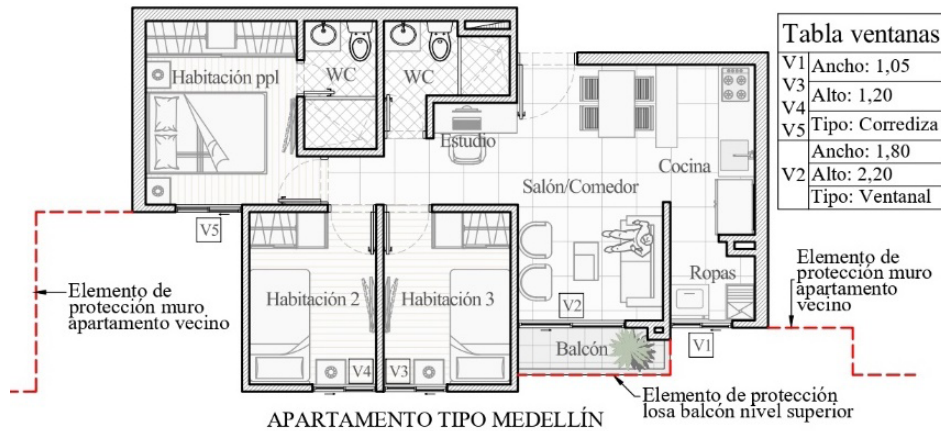 Tabla ventanas
V1
V3
V4
V5
Ancho: 1,05
Alto: 1,20
Tipo: Corrediza
V2
Ancho: 1,80
Alto: 2,20
Tipo: Ventanal
Habitación ppl
WC
WC
Estudio
Cocina
Salón/Comedor
V5
Elemento de
protección muro
apartamento vecino
Habitación 2
Habitación 3
V4
V3
V2
Ropas
V1
Balcón
Elemento de
protección muro
apartamento
vecino
Elemento de protección
losa balcón nivel superior
APARTAMENTO TIPO MEDELLÍN